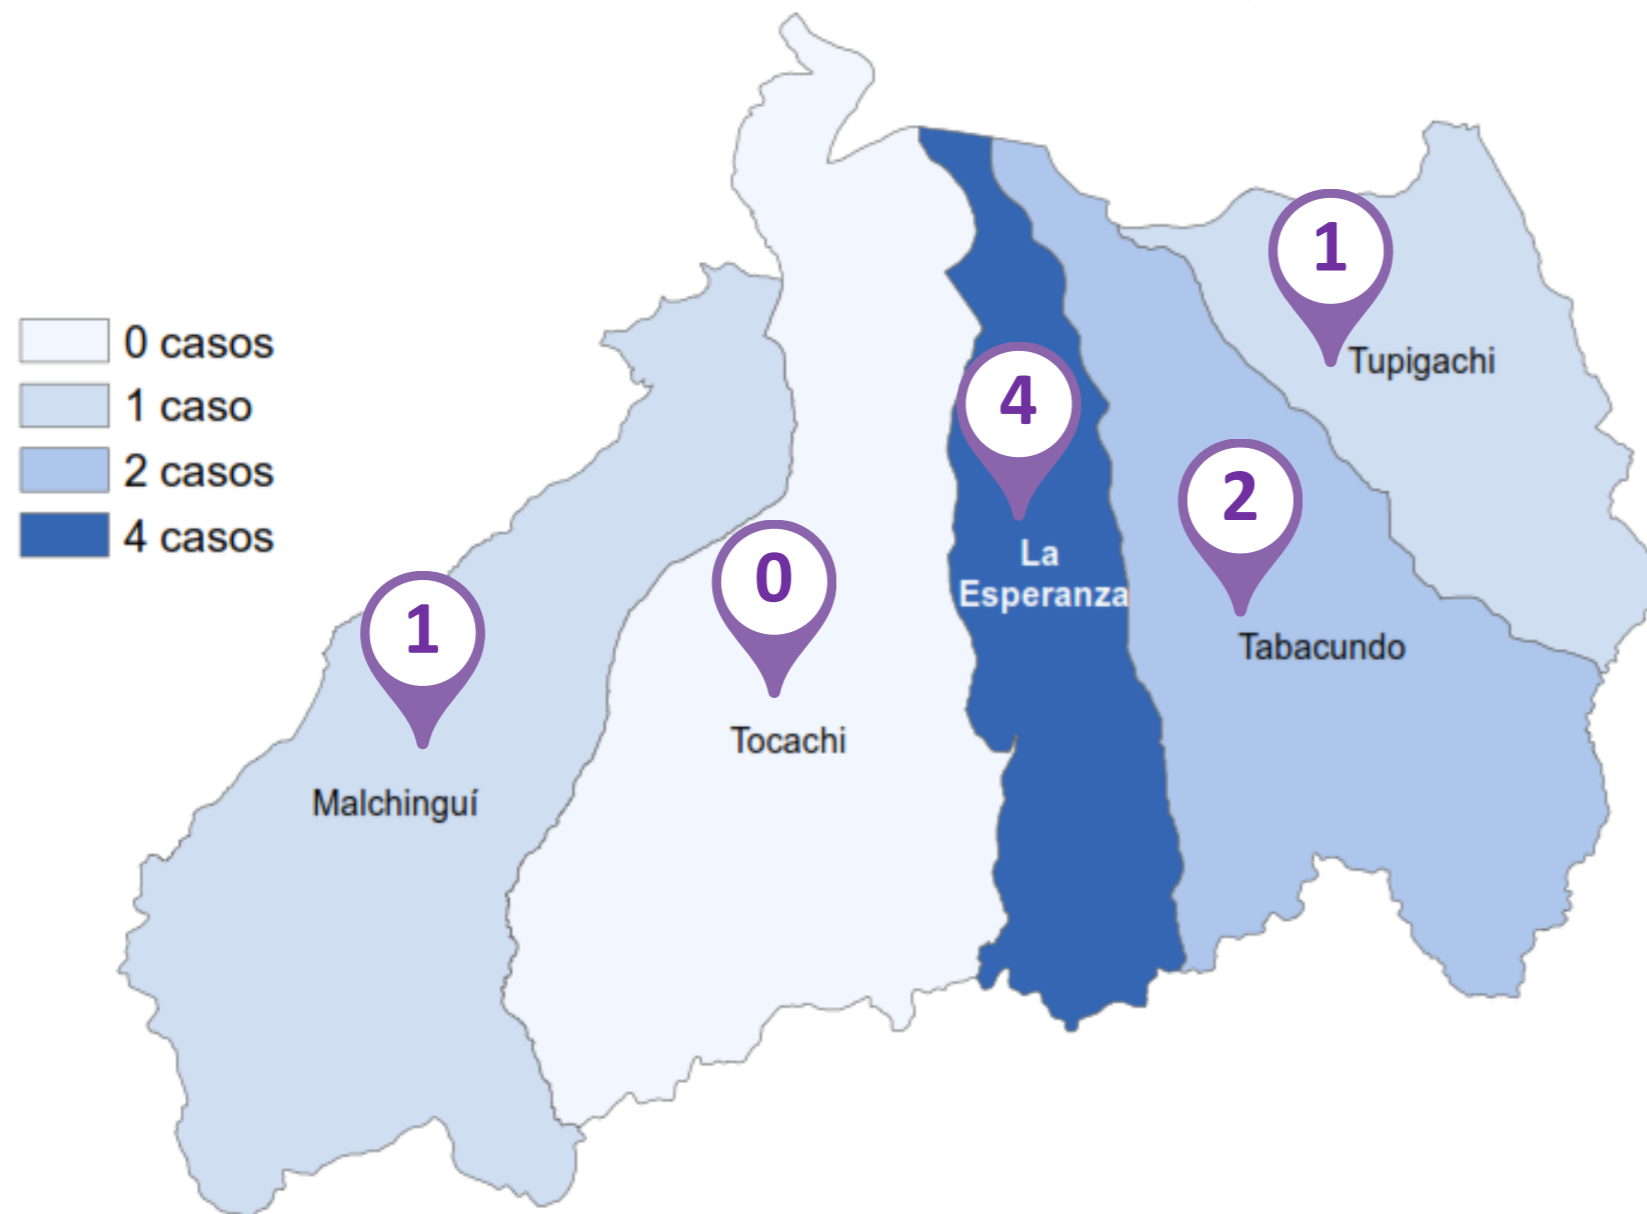 0 casos
1 caso
2 casos
4 casos
1
Tupigachi
4
La
Esperanza
2
Tabacundo
0
Tocachi
1
Malchinguí